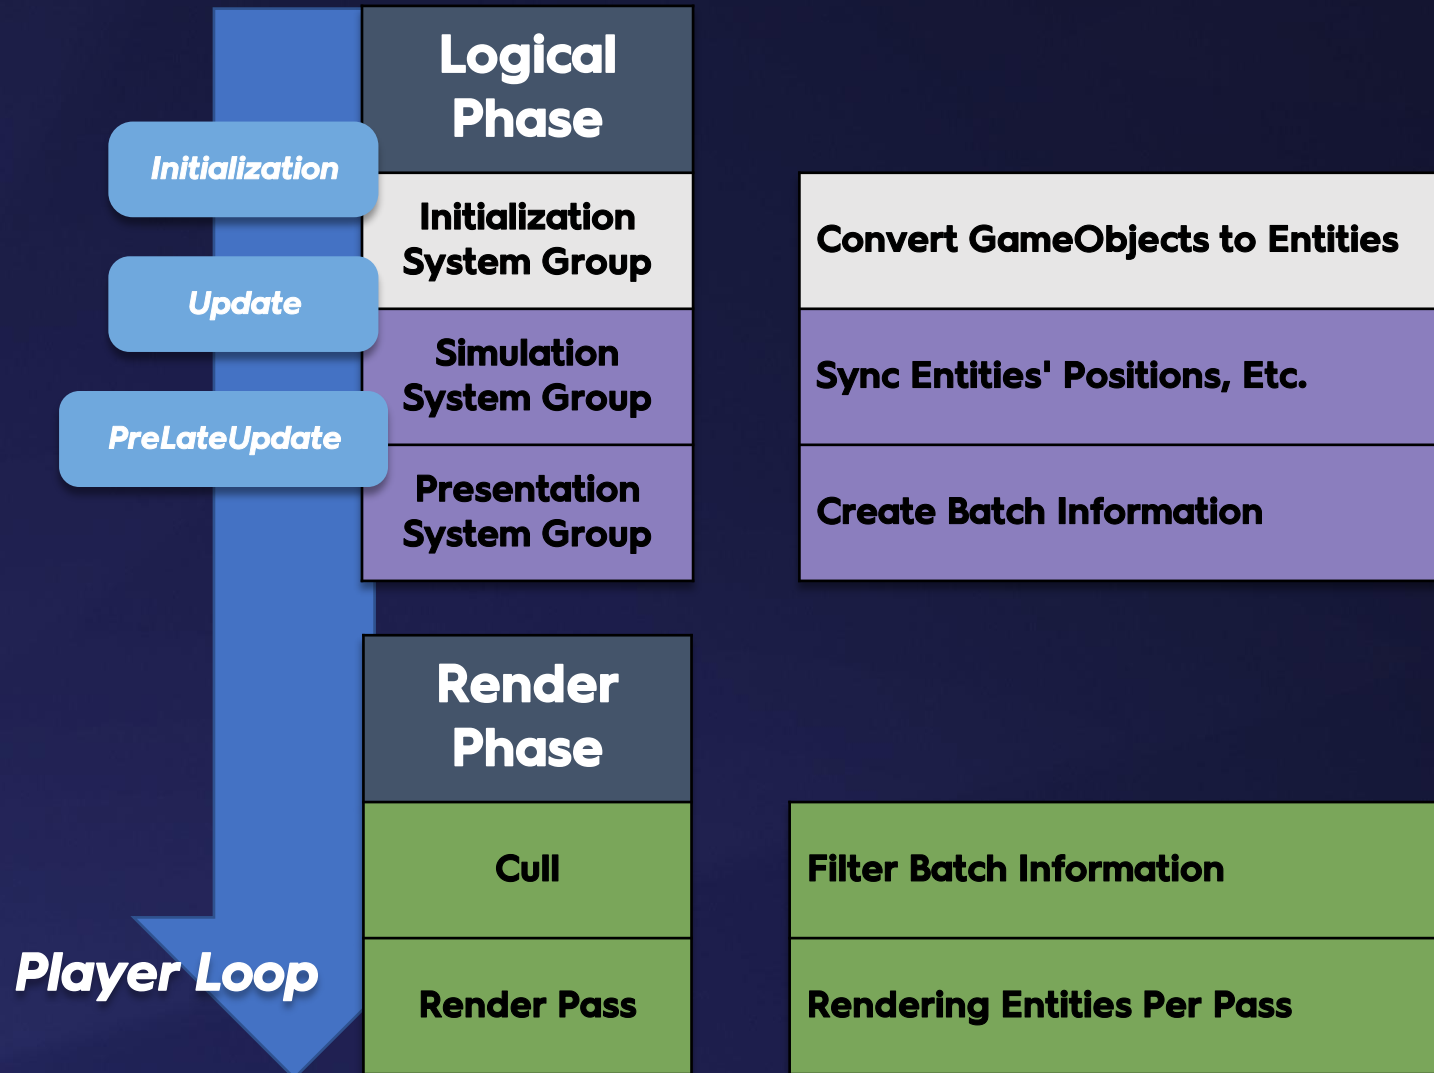 Logical
Phase
Initialization
Initialization
System Group
Convert GameObjects to Entities
Update
Simulation
System Group
Sync Entities' Positions, Etc.
PreLateUpdate
Presentation
System Group
Create Batch Information
Render
Phase
Cull
Filter Batch Information
Player Loop
Render Pass
Rendering Entities Per Pass